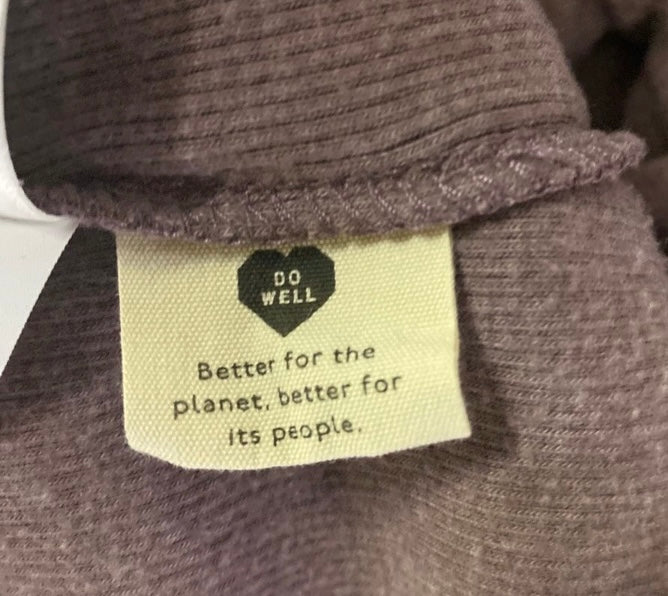 DO
WELL
Better for the
planet, better for
its people.